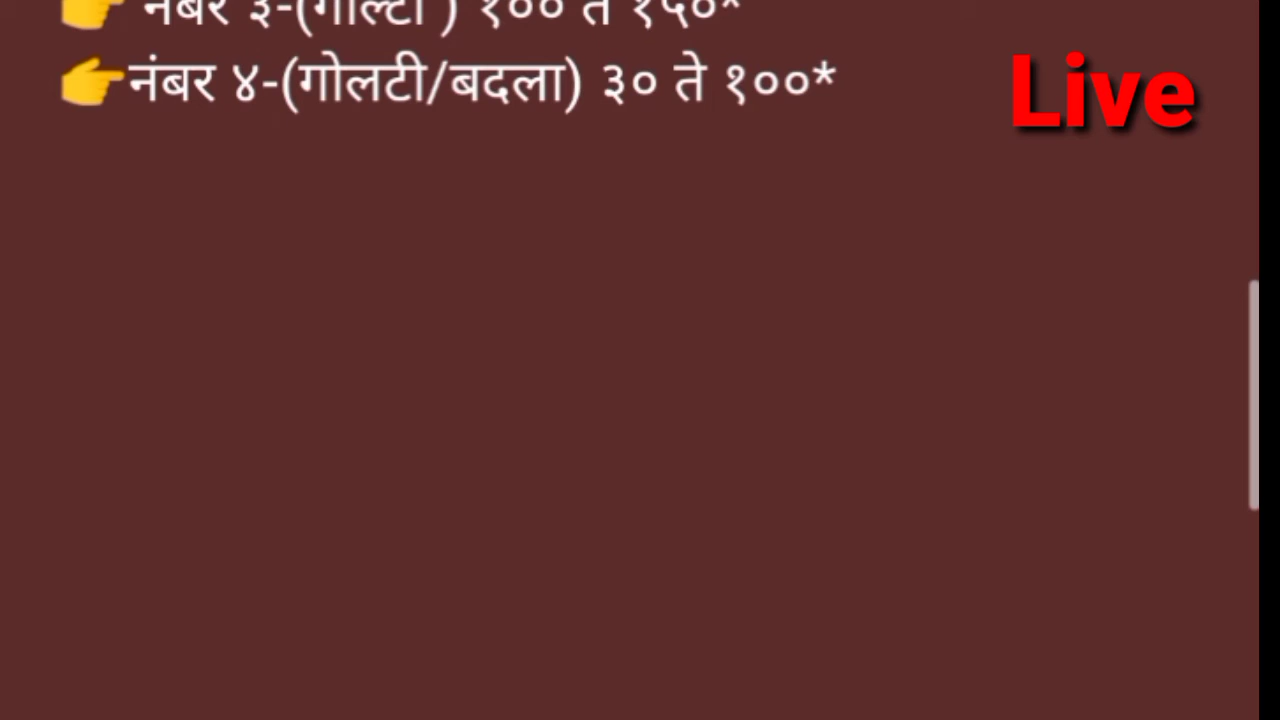 👉 नंबर ३-(गोल्टी ) १०० ते १५०*
👉नंबर ४-(गोलटी/बदला) ३० ते १००*
Live